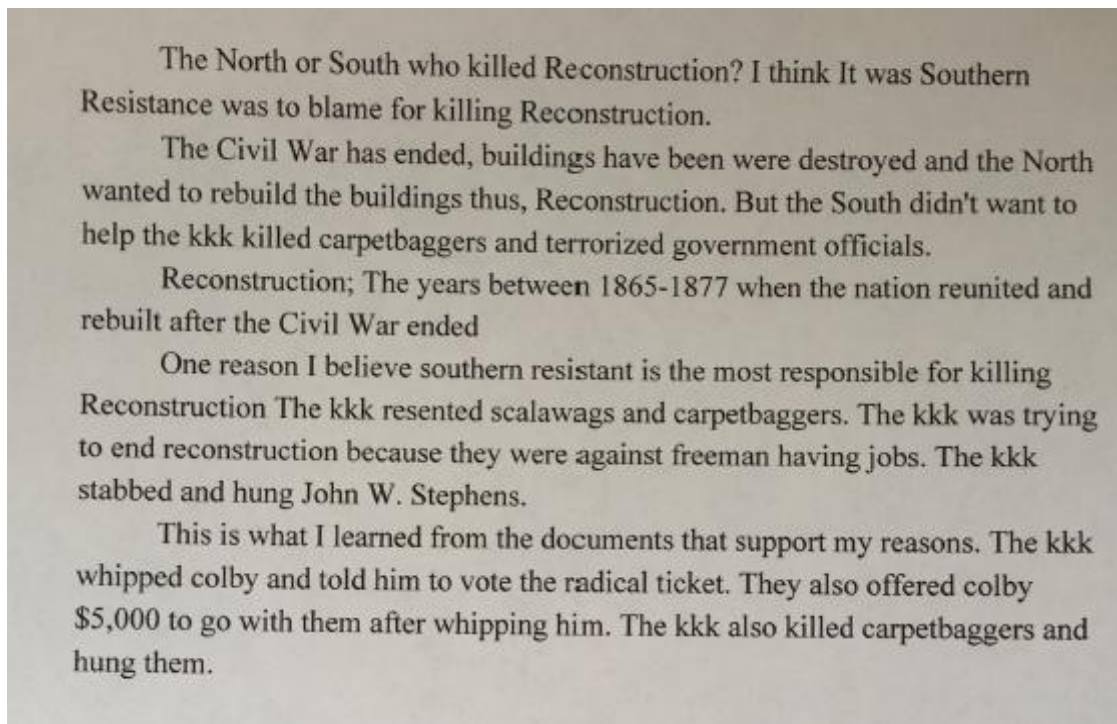 The North or South who killed Reconstruction? I think It was Southern
Resistance was to blame for killing Reconstruction.
The Civil War has ended, buildings have been were destroyed and the North
wanted to rebuild the buildings thus, Reconstruction. But the South didn't want to
help the kkk killed carpetbaggers and terrorized government officials.
Reconstruction; The years between 1865-1877 when the nation reunited and
rebuilt after the Civil War ended
One reason I believe southern resistant is the most responsible for killing
Reconstruction The kkk resented scalawags and carpetbaggers. The kkk was trying
to end reconstruction because they were against freeman having jobs. The kkk
stabbed and hung John W. Stephens.
This is what I learned from the documents that support my reasons. The kkk
whipped colby and told him to vote the radical ticket. They also offered colby
$5,000 to go with them after whipping him. The kkk also killed carpetbaggers and
hung them.